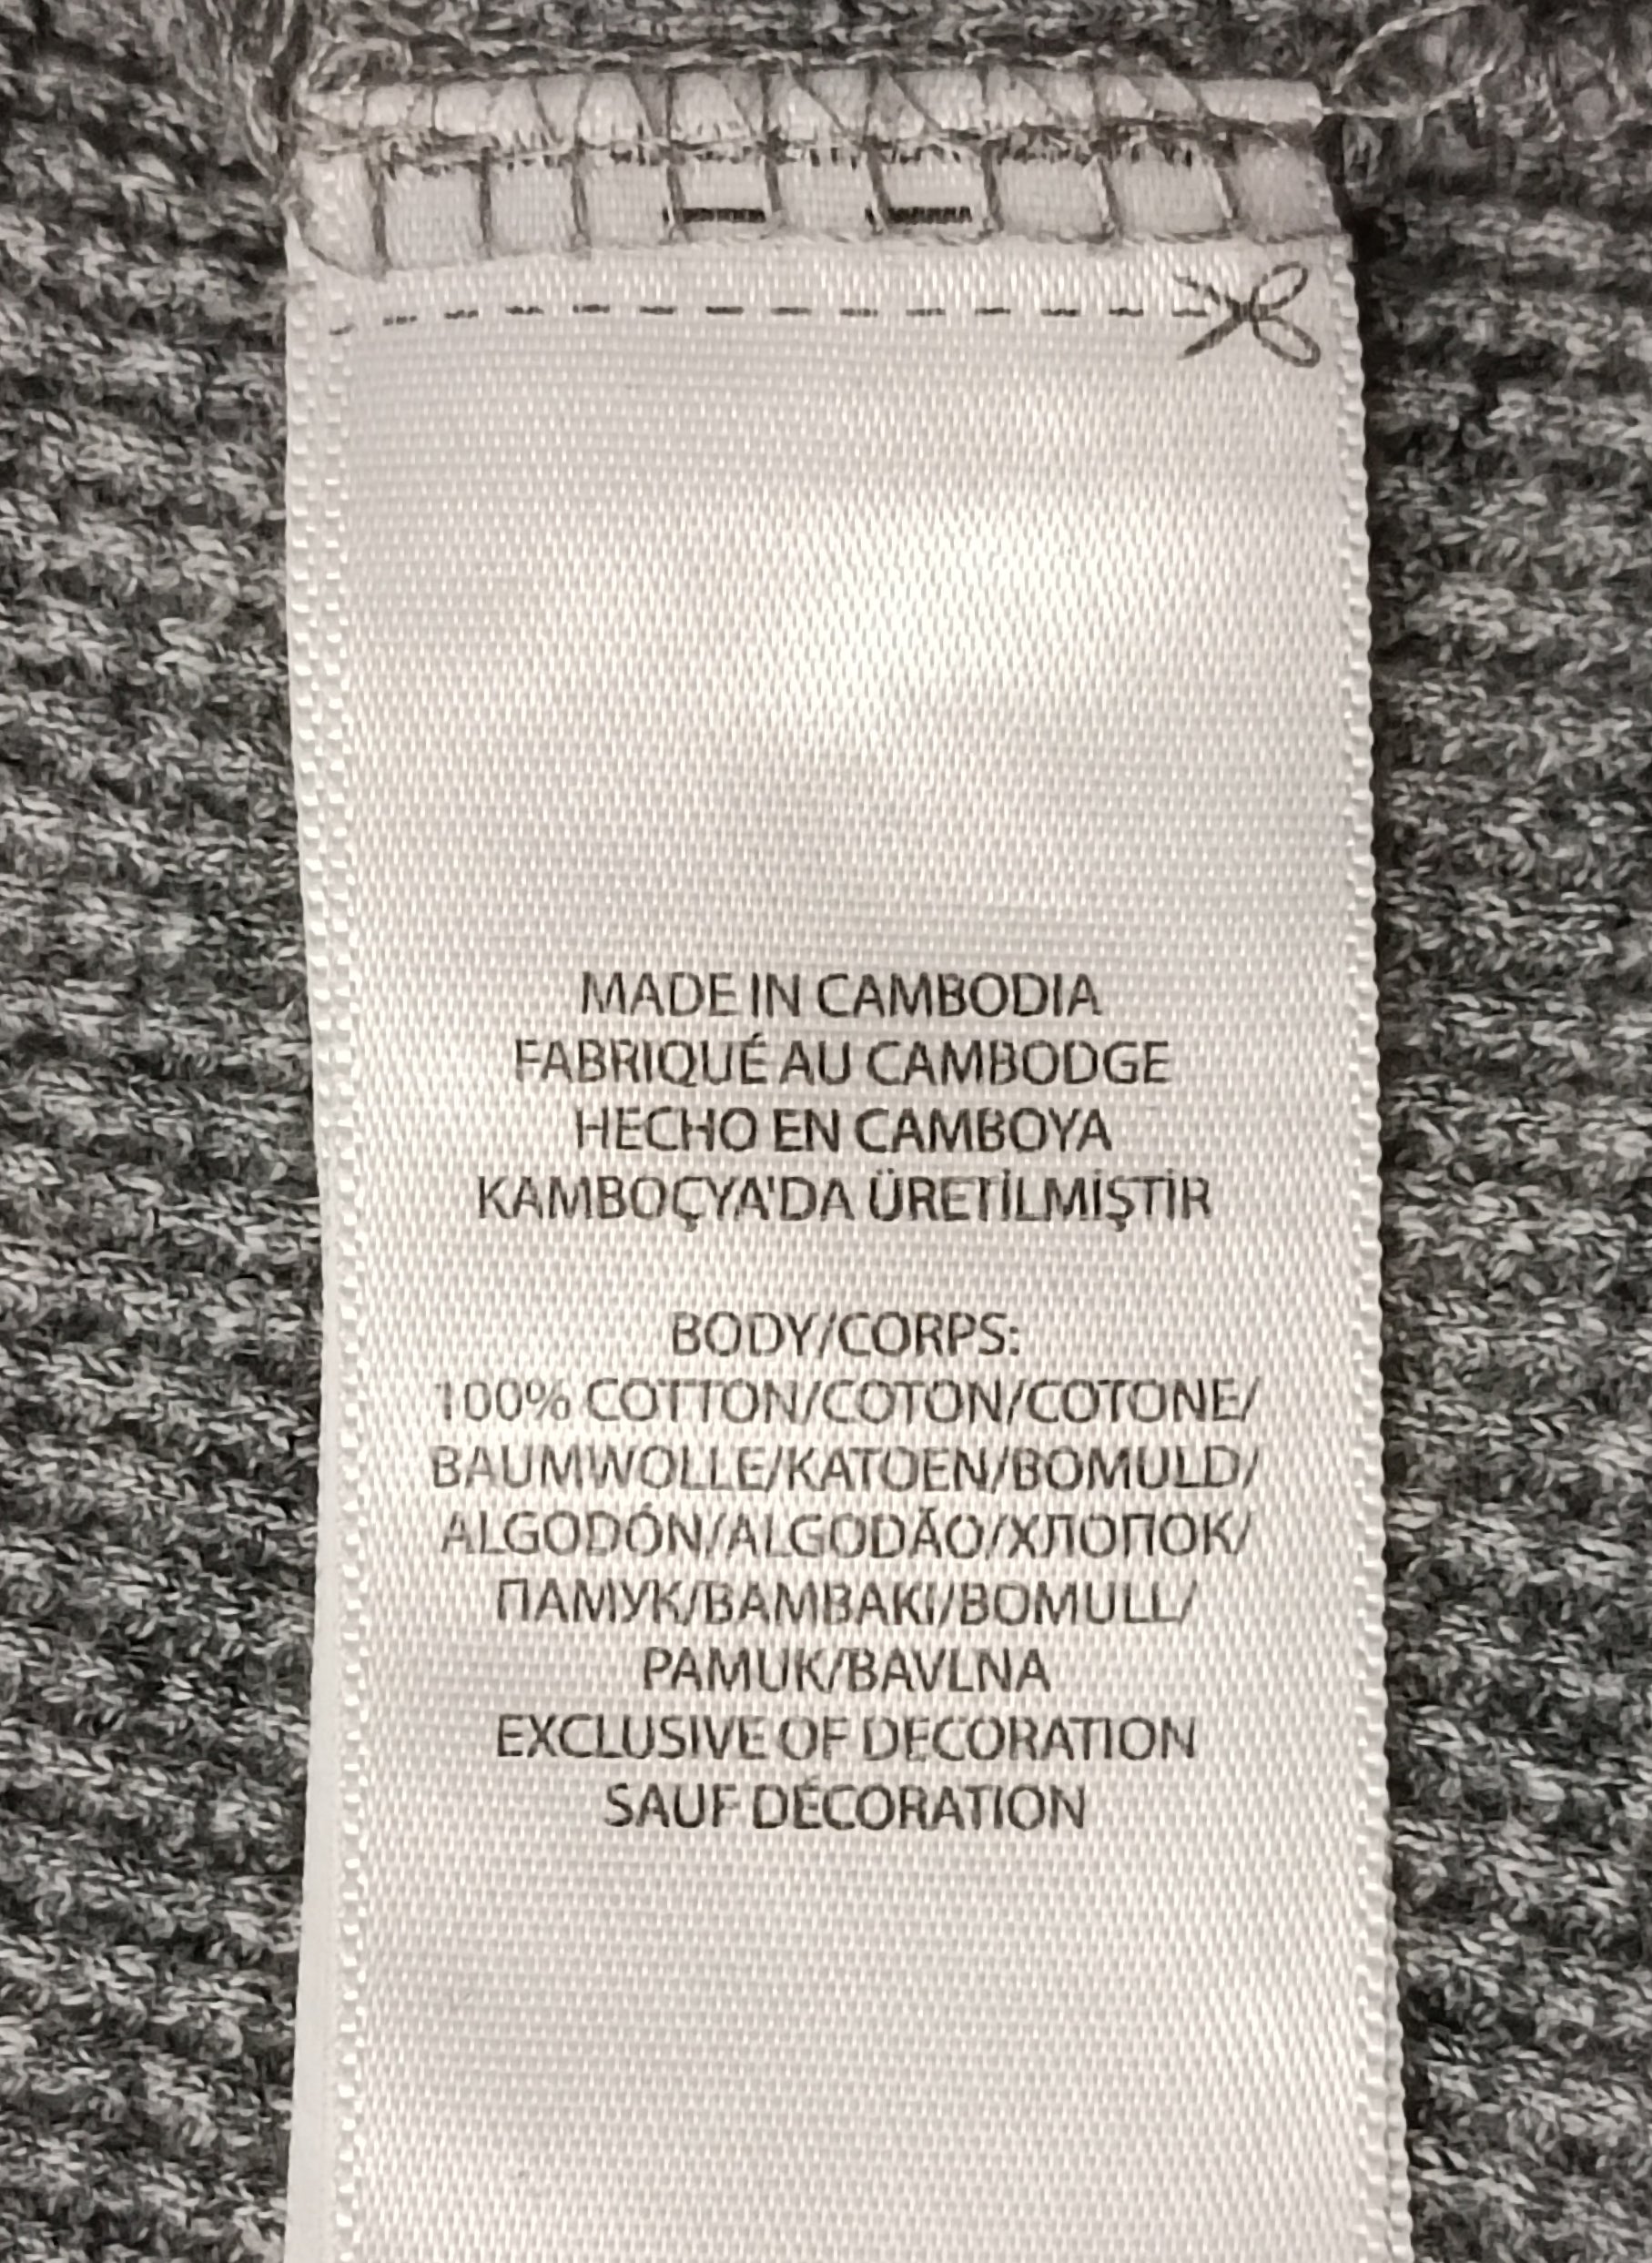 MADE IN CAMBODIA
FABRIQUÉ AU CAMBODGE
HECHO EN CAMBOYA
KAMBOÇYA'DA ÜRETİLMİŞTİR
BODY/CORPS:
100% COTTON/COTON/COTONE/
BAUMWOLLE/KATOEN/BOMULD/
ALGODÓN/ALGODÃO/ХЛОПОК/
ПАМУК/ΒΑΜΒΑΚΙ/BOMULL/
PAMUK/BAVLNA
EXCLUSIVE OF DECORATION
SAUF DÉCORATION